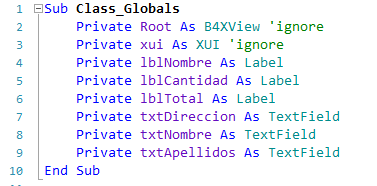 1 Sub Class_Globals
2 Private Root As B4XView 'ignore
3 Private xui As XUI 'ignore
4 Private lblNombre As Label
5 Private lblCantidad As Label
6 Private lblTotal As Label
7 Private txtDireccion As TextField
8 Private txtNombre As TextField
9 Private txtApellidos As TextField
10 End Sub